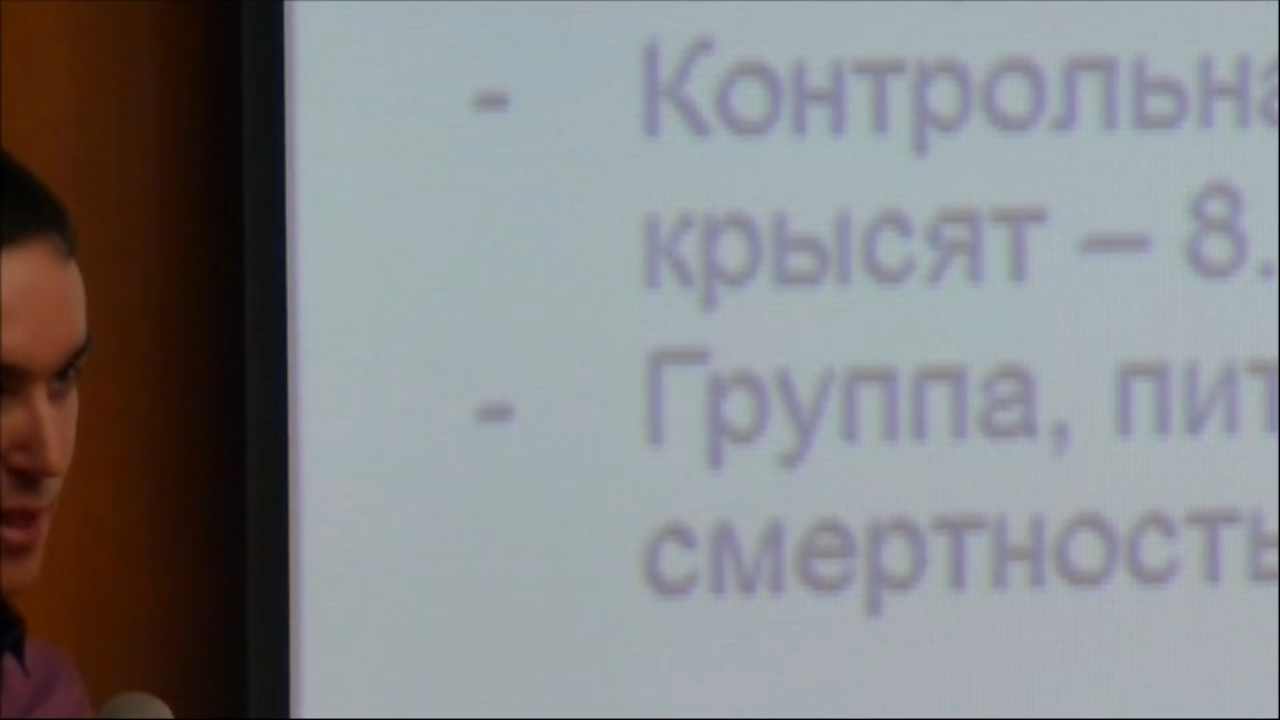 - Контрольна
крысят – 8.
- Группа, пит
смертность